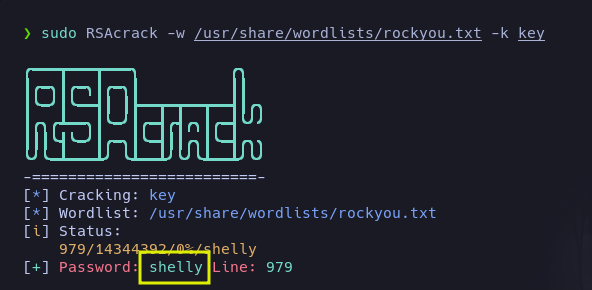 ❯ sudo RSAcrack -w /usr/share/wordlists/rockyou.txt -k key
RSAcrack
-=========================-
[*] Cracking: key
[*] Wordlist: /usr/share/wordlists/rockyou.txt
[i] Status:
979/14344392/0%/shelly
[+] Password: shelly Line: 979